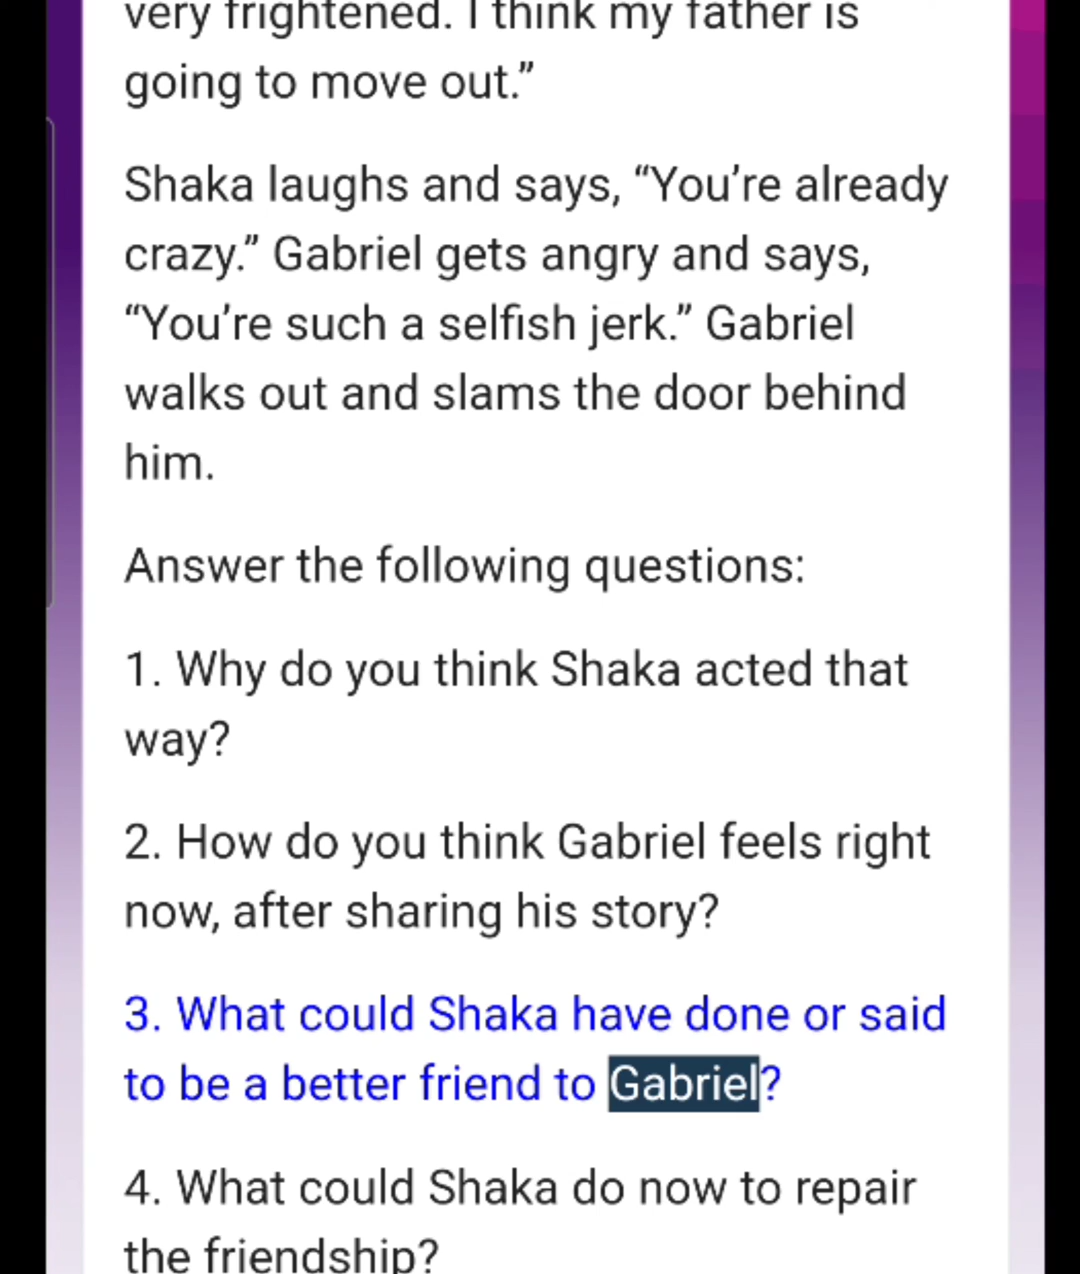 very frightened. I think my father is
going to move out.”
Shaka laughs and says, “You’re already
crazy.” Gabriel gets angry and says,
“You’re such a selfish jerk.” Gabriel
walks out and slams the door behind
him.
Answer the following questions:
1. Why do you think Shaka acted that
way?
2. How do you think Gabriel feels right
now, after sharing his story?
3. What could Shaka have done or said
to be a better friend to Gabriel?
4. What could Shaka do now to repair
the friendship?